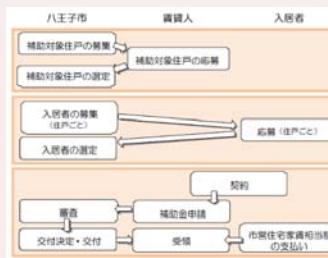 八王子市 賃貸人 入居者
補助対象住戸の募集
補助対象住戸の応募
補助対象住戸の選定
入居者の募集
(住戸ごと)
応募(住戸ごと)
入居者の選定
契約
審査 補助金申請
交付決定・交付 受領 市営住宅家賃相当額
の支払い